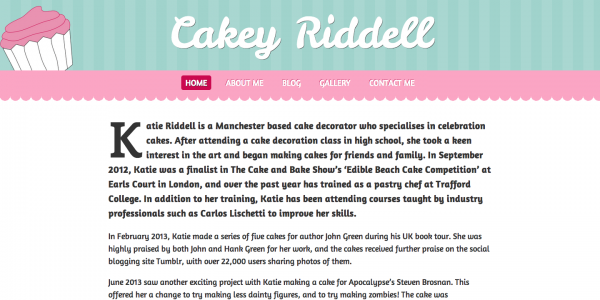 Cakey Riddell
HOME ABOUT ME BLOG GALLERY CONTACT ME
Katie Riddell is a Manchester based cake decorator who specialises in celebration
cakes. After attending a cake decoration class in high school, she took a keen
interest in the art and began making cakes for friends and family. In September
2012, Katie was a finalist in The Cake and Bake Show's 'Edible Beach Cake Competition' at
Earls Court in London, and over the past year has trained as a pastry chef at Trafford
College. In addition to her training, Katie has been attending courses taught by industry
professionals such as Carlos Lischetti to improve her skills.
In February 2013, Katie made a series of five cakes for author John Green during his UK book tour. She was
highly praised by both John and Hank Green for her work, and the cakes received further praise on the social
blogging site Tumblr, with over 22,000 users sharing photos of them.
June 2013 saw another exciting project with Katie making a cake for Apocalypse's Steven Brosnan. This
offered her a change to try making less dainty figures, and to try making zombies! The cake was